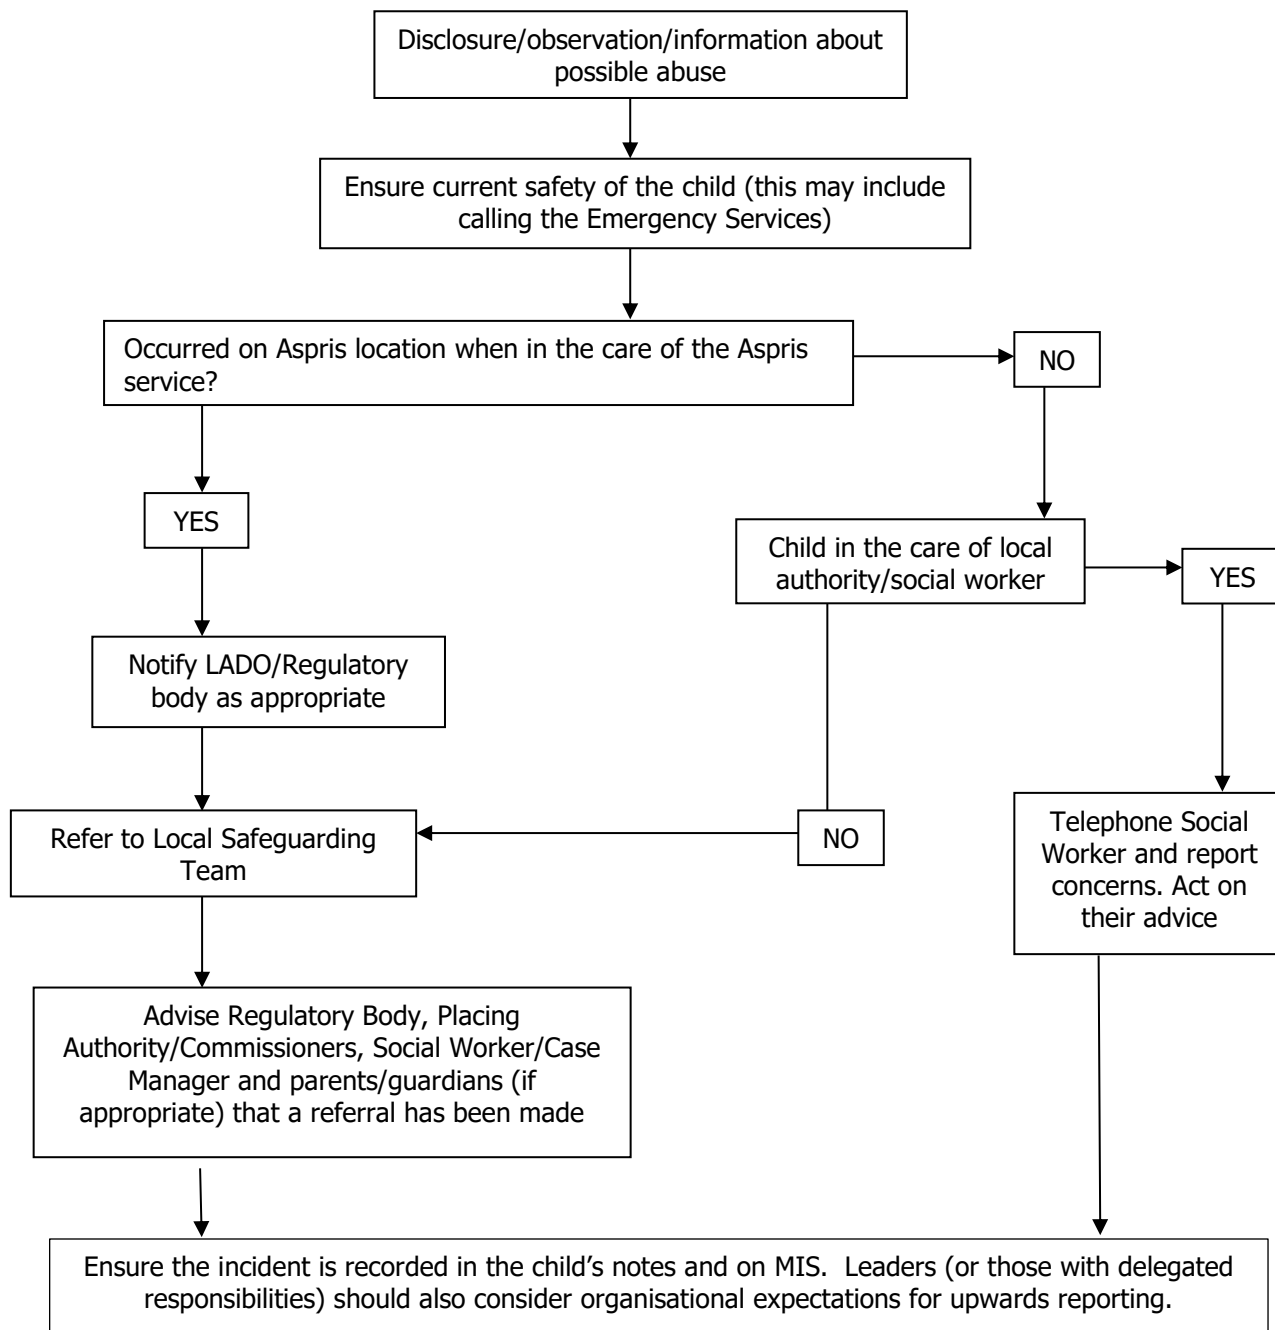 Disclosure/observation/information about
possible abuse
Ensure current safety of the child (this may include
calling the Emergency Services)
Occurred on Aspris location when in the care of the Aspris
service?
NO
YES
Child in the care of local
authority/social worker
YES
Notify LADO/Regulatory
body as appropriate
Refer to Local Safeguarding
Team
NO
Telephone Social
Worker and report
concerns. Act on
their advice
Advise Regulatory Body, Placing
Authority/Commissioners, Social Worker/Case
Manager and parents/guardians (if
appropriate) that a referral has been made
Ensure the incident is recorded in the child’s notes and on MIS.  Leaders (or those with delegated
responsibilities) should also consider organisational expectations for upwards reporting.